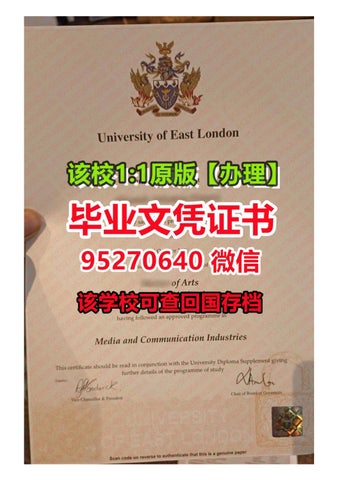 University of East London
该校1:1原版【办理】
毕业文凭证书
95270640 微信
of Arts
该学校可查回国存档
having followed an approved programme in
Media and Communication Industries
This certificate should be read in conjunction with the University Diploma Supplement giving
further details of the programme of study
Vice-Chancellor & President
Chair of Board of Governors
Scan code on reverse to authenticate that this is a genuine paper